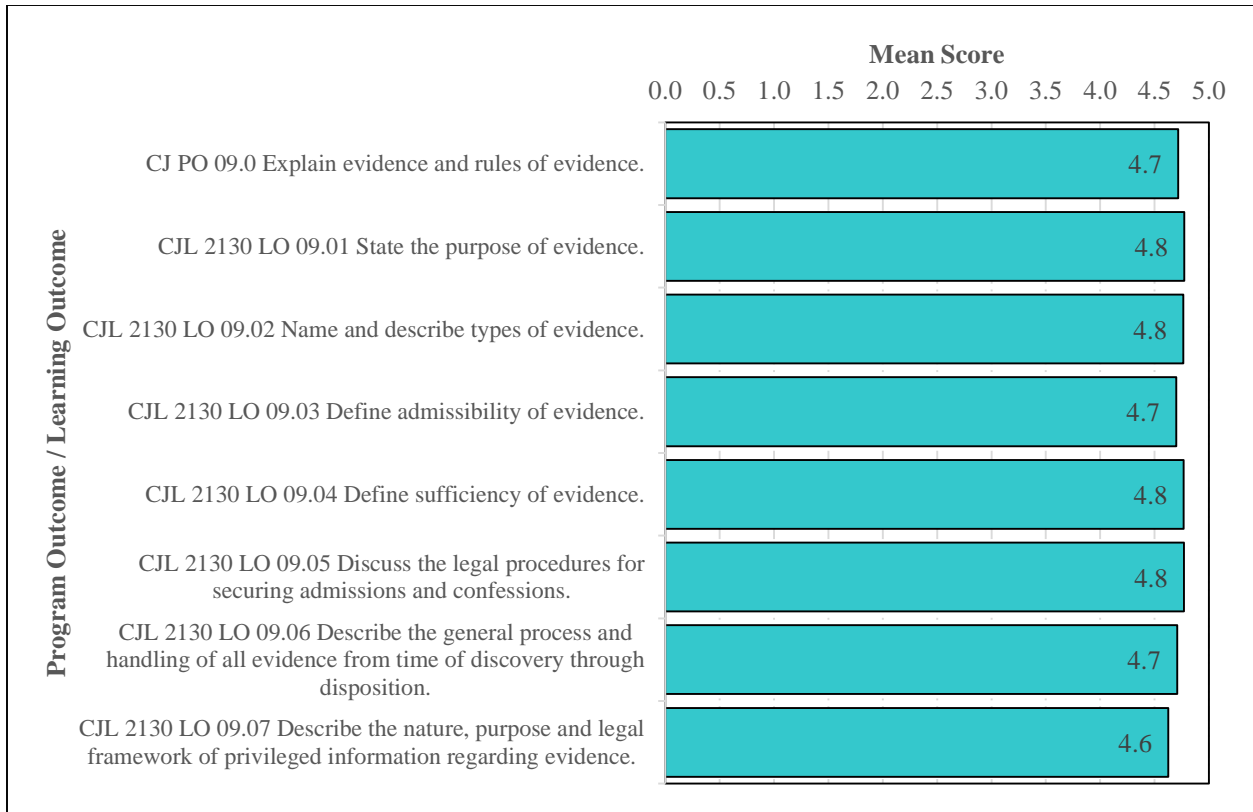 Mean Score
0.0 0.5 1.0 1.5 2.0 2.5 3.0 3.5 4.0 4.5 5.0
Program Outcome / Learning Outcome
CJ PO 09.0 Explain evidence and rules of evidence.
4.7
CJL 2130 LO 09.01 State the purpose of evidence.
4.8
CJL 2130 LO 09.02 Name and describe types of evidence.
4.8
CJL 2130 LO 09.03 Define admissibility of evidence.
4.7
CJL 2130 LO 09.04 Define sufficiency of evidence.
4.8
CJL 2130 LO 09.05 Discuss the legal procedures for
securing admissions and confessions.
4.8
CJL 2130 LO 09.06 Describe the general process and
handling of all evidence from time of discovery through
disposition.
4.7
CJL 2130 LO 09.07 Describe the nature, purpose and legal
framework of privileged information regarding evidence.
4.6